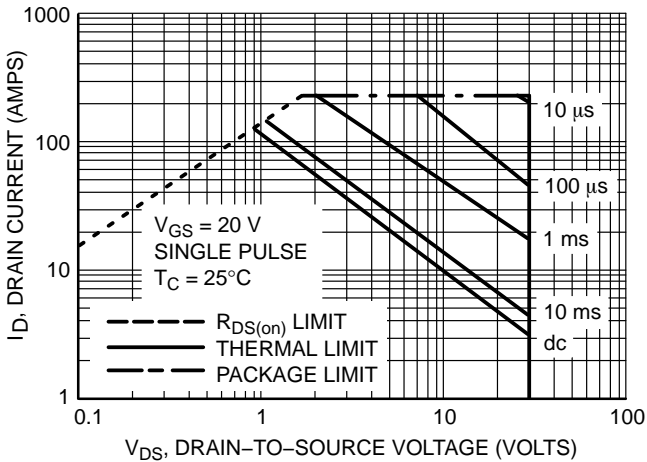 1000
100
10
1
I_D, DRAIN CURRENT (AMPS)
10 μs
100 μs
1 ms
10 ms
dc
V_GS = 20 V
SINGLE PULSE
T_C = 25°C
R_DS(on) LIMIT
THERMAL LIMIT
PACKAGE LIMIT
0.1
1
10
100
V_DS, DRAIN−TO−SOURCE VOLTAGE (VOLTS)